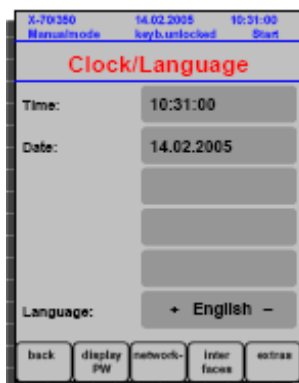 X-70/350 14.02.2005 10:31:00
Manualmode keyb.unlocked Start
Clock/Language
Time: 10:31:00
Date: 14.02.2005
Language: + English –
back display PW network- inter faces extras